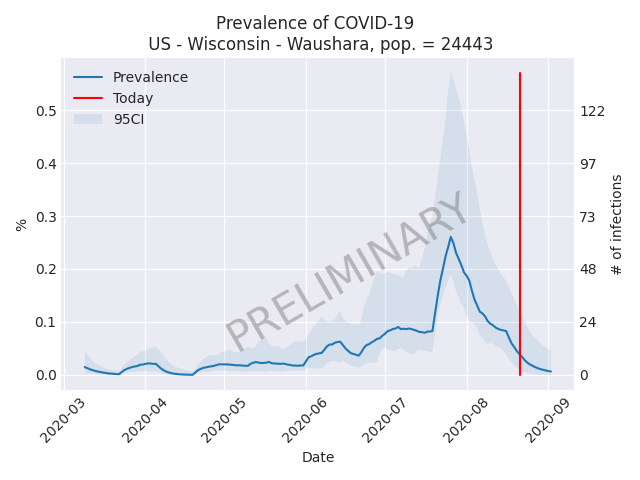 Prevalence of COVID-19
US - Wisconsin - Waushara, pop. = 24443
Prevalence
Today
95CI
0.5
0.4
0.3
0.2
0.1
0.0
%
122
97
73
48
24
0
# of infections
PRELIMINARY
2020-03
2020-04
2020-05
2020-06
2020-07
2020-08
2020-09
Date